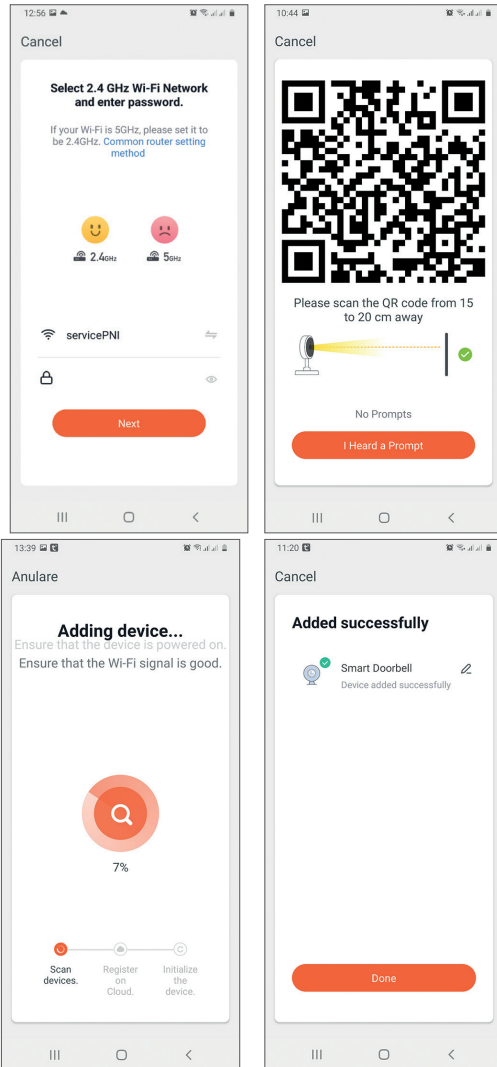 12:56
Cancel
Select 2.4 GHz Wi-Fi Network
and enter password.
If your Wi-Fi is 5GHz, please set it to
be 2.4GHz. Common router setting
method
2.4GHz
5GHz
servicePNI
Next
10:44
Cancel
Please scan the QR code from 15
to 20 cm away
No Prompts
I Heard a Prompt
13:39
Anulare
Adding device...
Ensure that the device is powered on.
Ensure that the Wi-Fi signal is good.
7%
Scan
devices.
Register
on
Cloud.
Initialize
the
device.
11:20
Cancel
Added successfully
Smart Doorbell
Device added successfully
Done